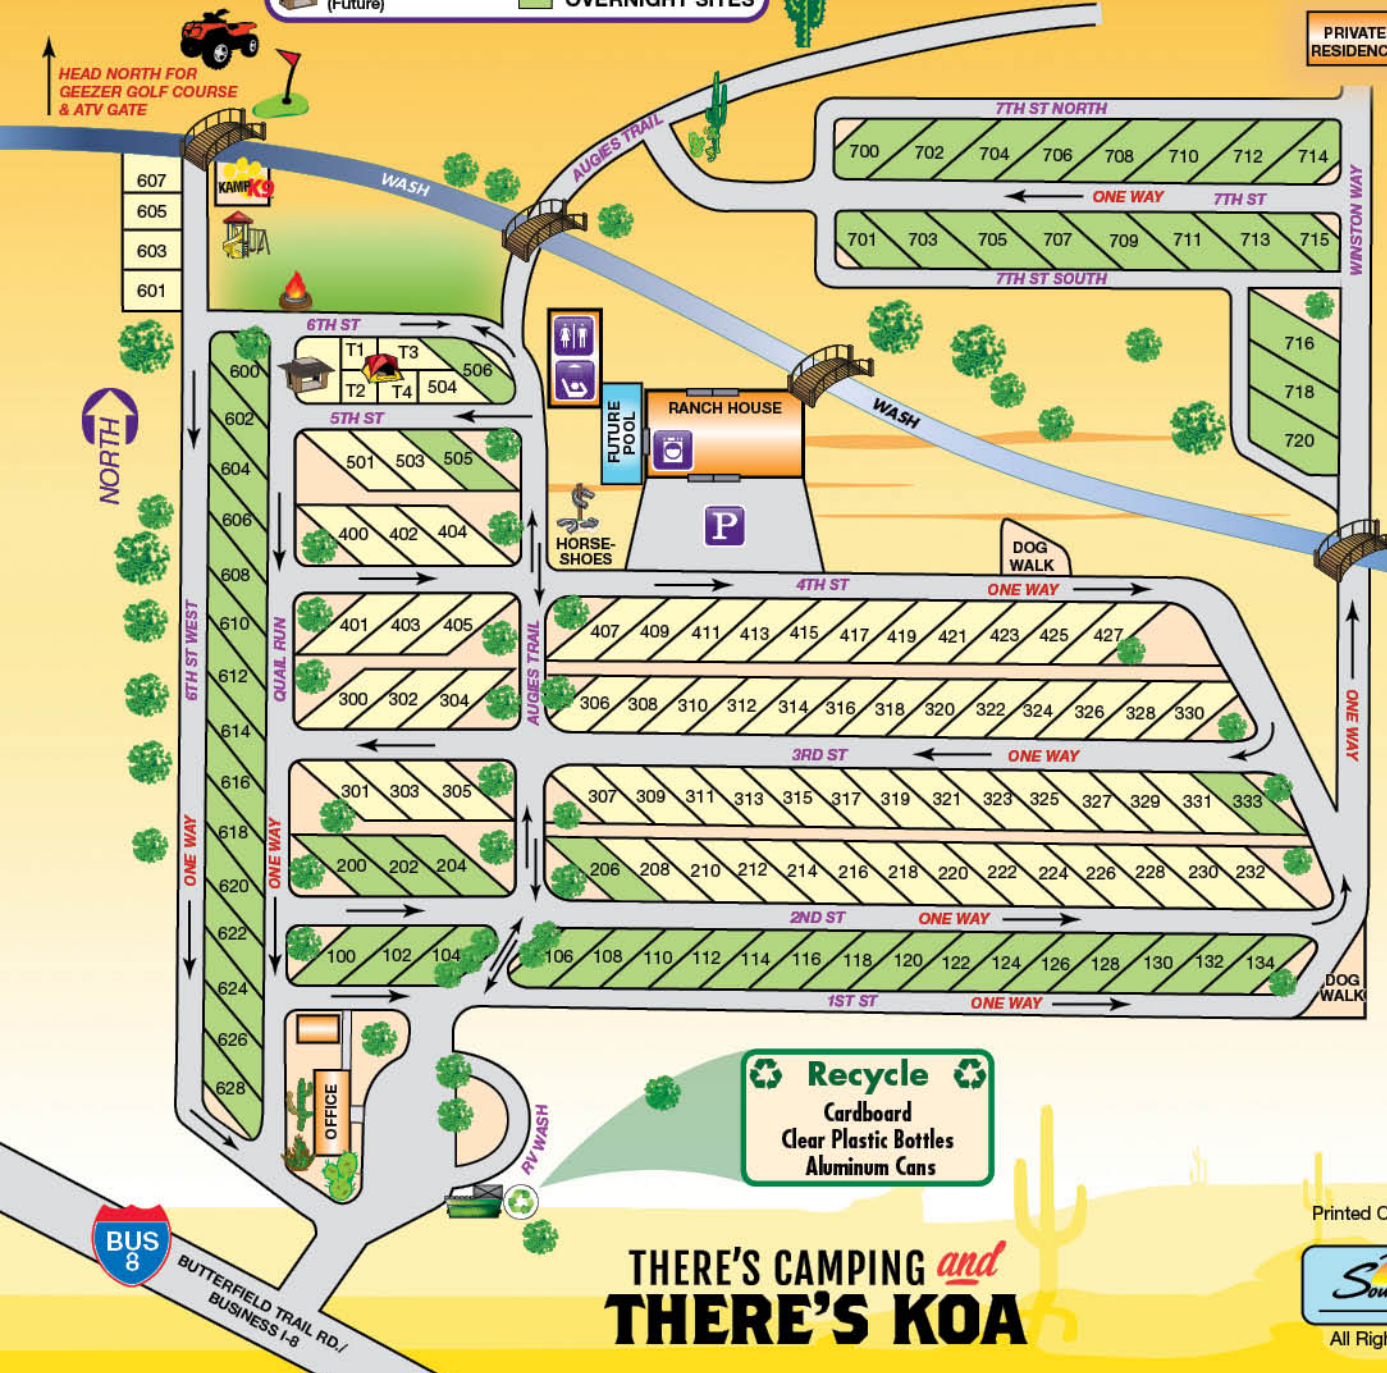 (Future)
OVERNIGHT SITES
PRIVATE
RESIDENC
HEAD NORTH FOR
GEEZER GOLF COURSE
& ATV GATE
KAMP K9
WASH
AUGIES TRAIL
7TH ST NORTH
700 702 704 706 708 710 712 714
ONE WAY 7TH ST
701 703 705 707 709 711 713 715
7TH ST SOUTH
WINSTON WAY
716
718
720
607
605
603
601
6TH ST
T1 T3
T2 T4 504 506
5TH ST
501 503 505
400 402 404
NORTH
FUTURE
POOL
RANCH HOUSE
WASH
P
HORSE-
SHOES
DOG
WALK
4TH ST ONE WAY
401 403 405
407 409 411 413 415 417 419 421 423 425 427
300 302 304
306 308 310 312 314 316 318 320 322 324 326 328 330
3RD ST ONE WAY
301 303 305
307 309 311 313 315 317 319 321 323 325 327 329 331 333
200 202 204
206 208 210 212 214 216 218 220 222 224 226 228 230 232
2ND ST ONE WAY
100 102 104
106 108 110 112 114 116 118 120 122 124 126 128 130 132 134
1ST ST ONE WAY
DOG
WALK
ONE WAY
AUGIES TRAIL
QUAIL RUN
ONE WAY
6TH ST WEST
ONE WAY
600
602
604
606
608
610
612
614
616
618
620
622
624
626
628
OFFICE
RV WASH
Recycle
Cardboard
Clear Plastic Bottles
Aluminum Cans
BUS
8
BUTTERFIELD TRAIL RD./
BUSINESS I-8
THERE'S CAMPING and
THERE'S KOA
Printed C
Sou
All Righ